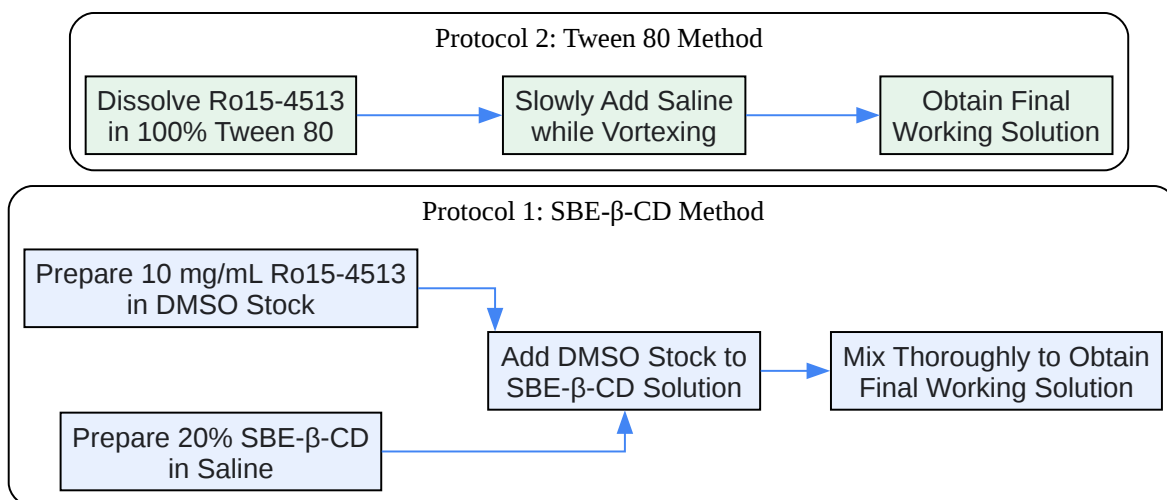 Protocol 2: Tween 80 Method
Dissolve Ro15-4513
in 100% Tween 80
Slowly Add Saline
while Vortexing
Obtain Final
Working Solution
Protocol 1: SBE-β-CD Method
Prepare 10 mg/mL Ro15-4513
in DMSO Stock
Prepare 20% SBE-β-CD
in Saline
Add DMSO Stock to
SBE-β-CD Solution
Mix Thoroughly to Obtain
Final Working Solution